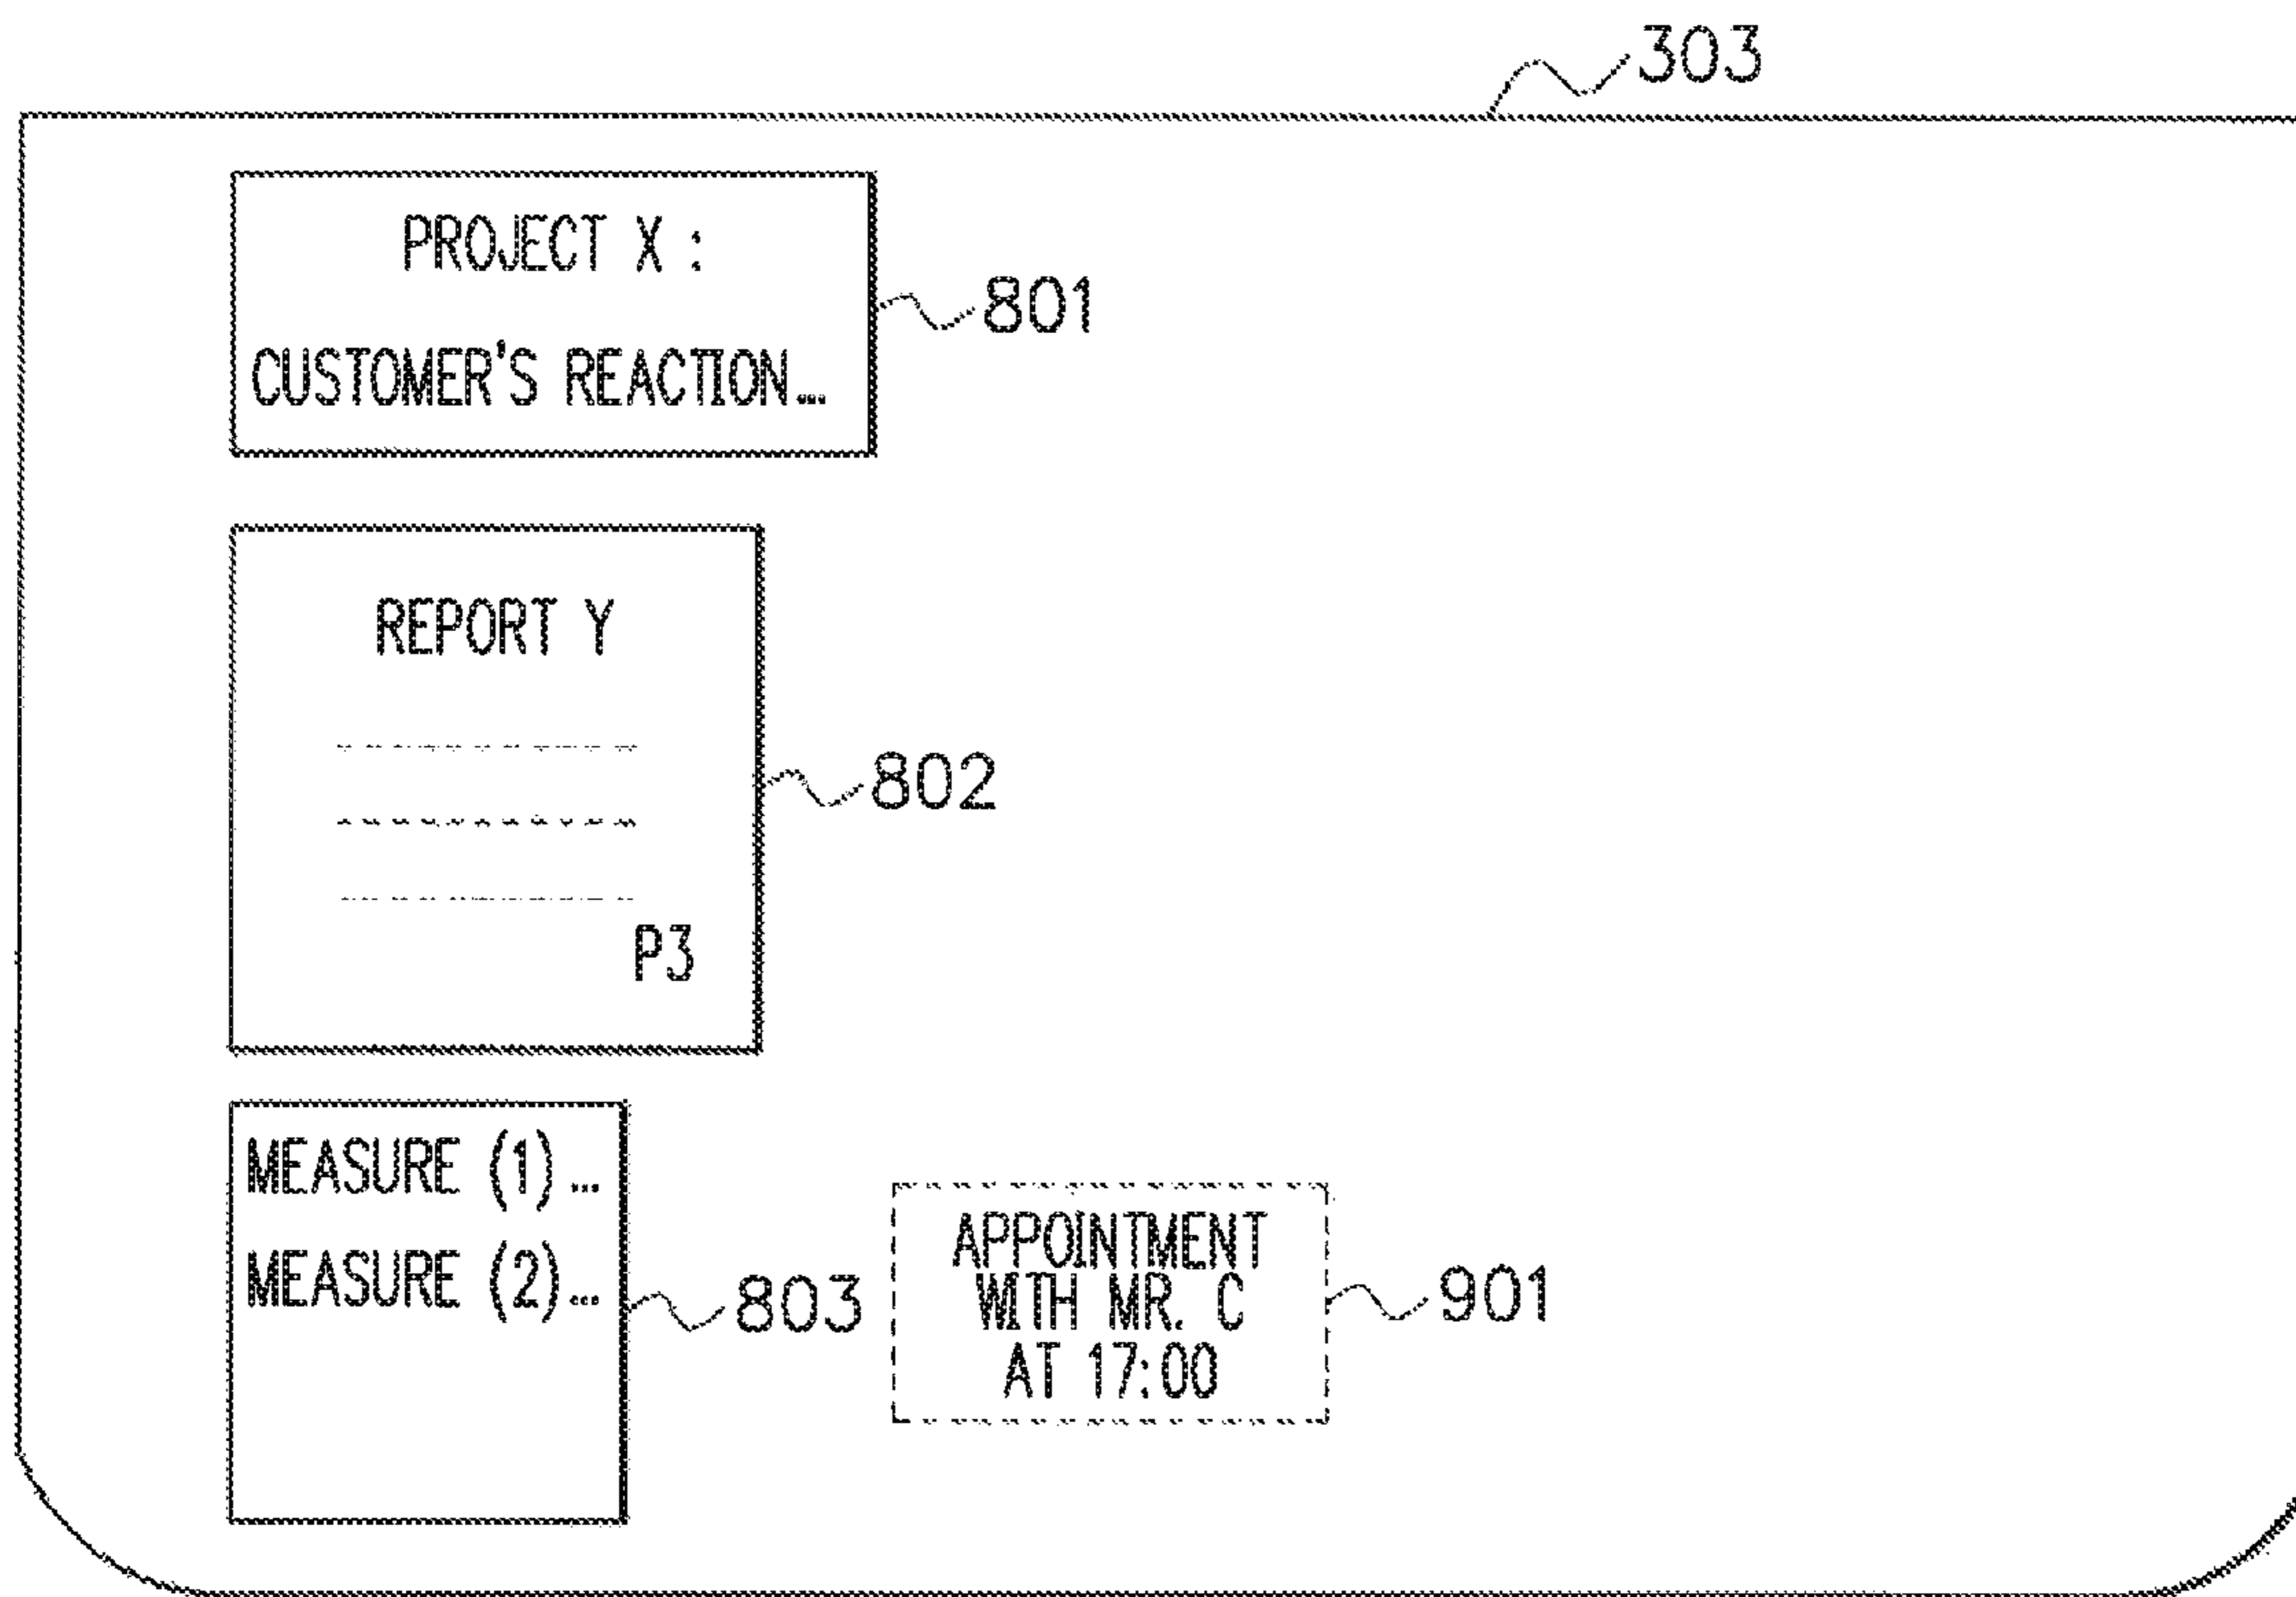 303
PROJECT X :
CUSTOMER'S REACTION...
801
REPORT Y
802
P3
MEASURE (1)...
MEASURE (2)...
803
APPOINTMENT
WITH MR. C
AT 17:00
901